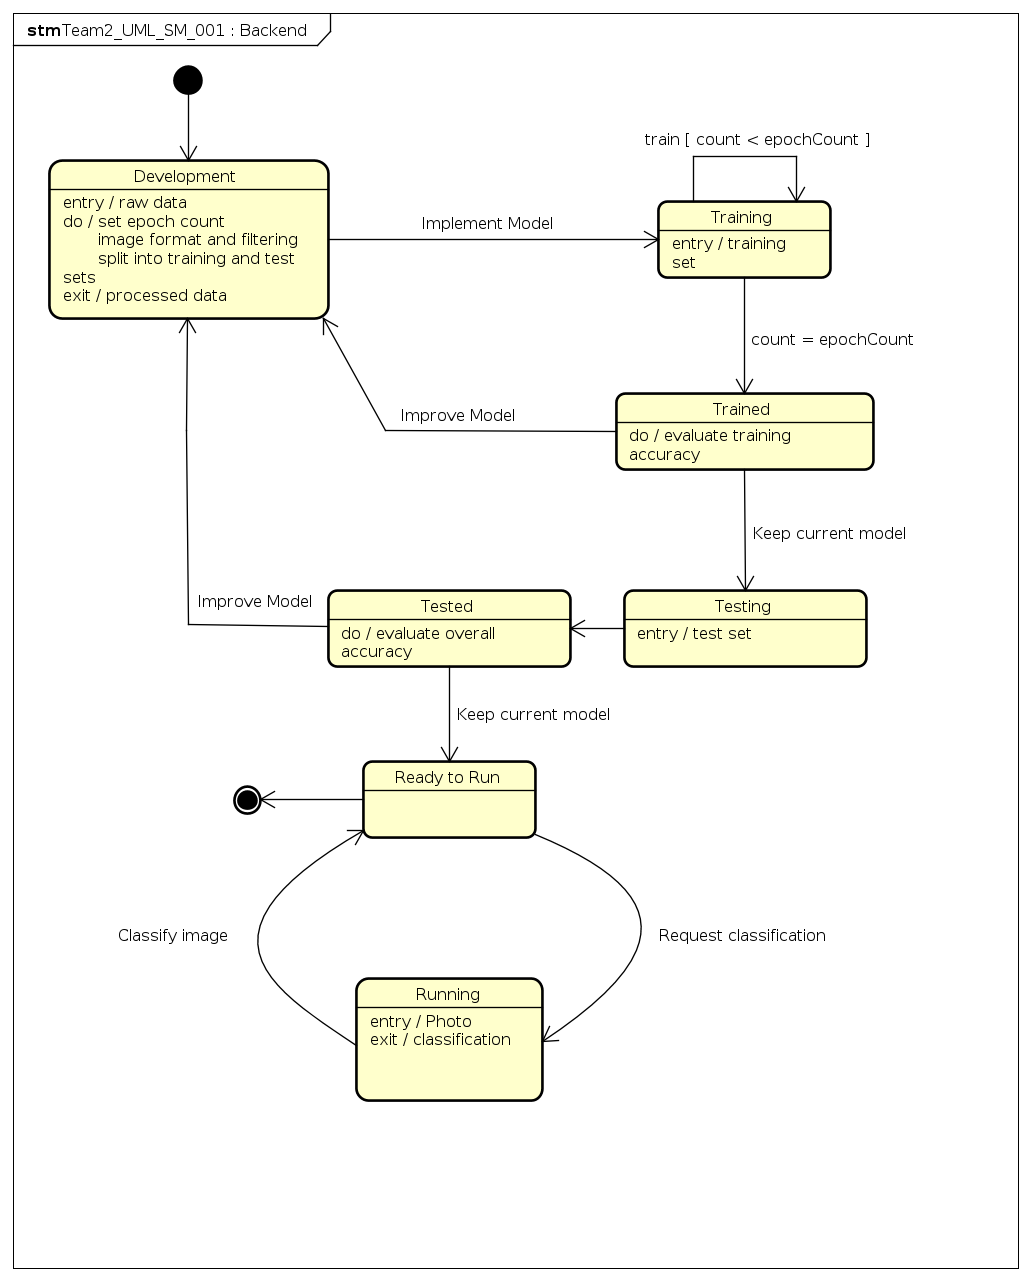 stm Team2_UML_SM_001 : Backend
train [ count < epochCount ]
Development
entry / raw data
do / set epoch count
image format and filtering
split into training and test
sets
exit / processed data
Implement Model
Training
entry / training
set
count = epochCount
Improve Model
Trained
do / evaluate training
accuracy
Keep current model
Improve Model
Tested
do / evaluate overall
accuracy
Testing
entry / test set
Keep current model
Ready to Run
Classify image
Request classification
Running
entry / Photo
exit / classification